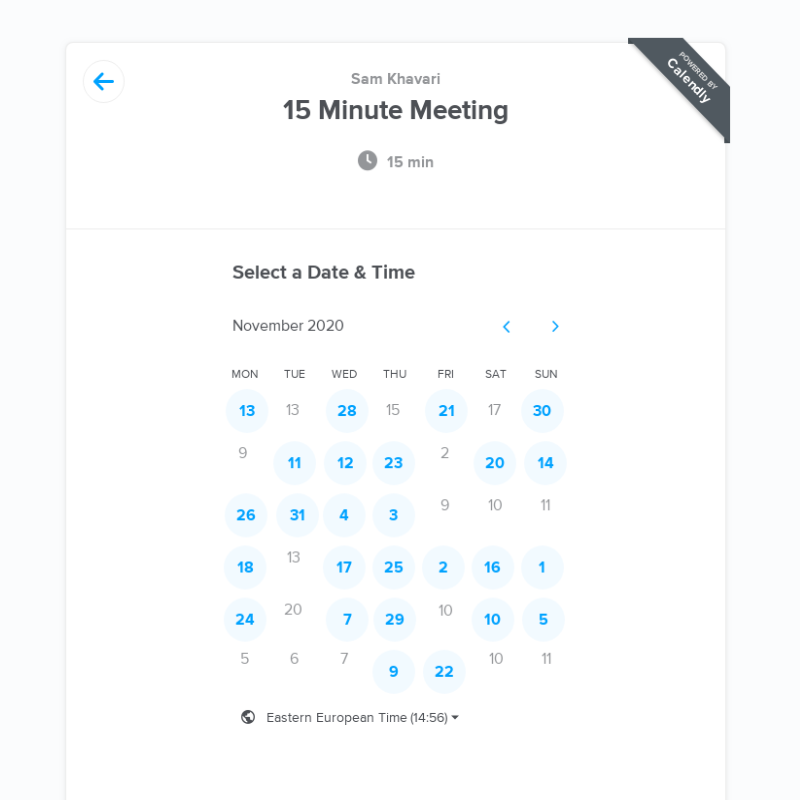 POWERED BY
Calendly
Sam Khavari
15 Minute Meeting
15 min
Select a Date & Time
November 2020
MON TUE WED THU FRI SAT SUN
13 13 28 15 21 17 30
9 11 12 23 2 20 14
26 31 4 3 9 10 11
18 13 17 25 2 16 1
24 20 7 29 10 10 5
5 6 7 9 22 10 11
Eastern European Time (14:56)